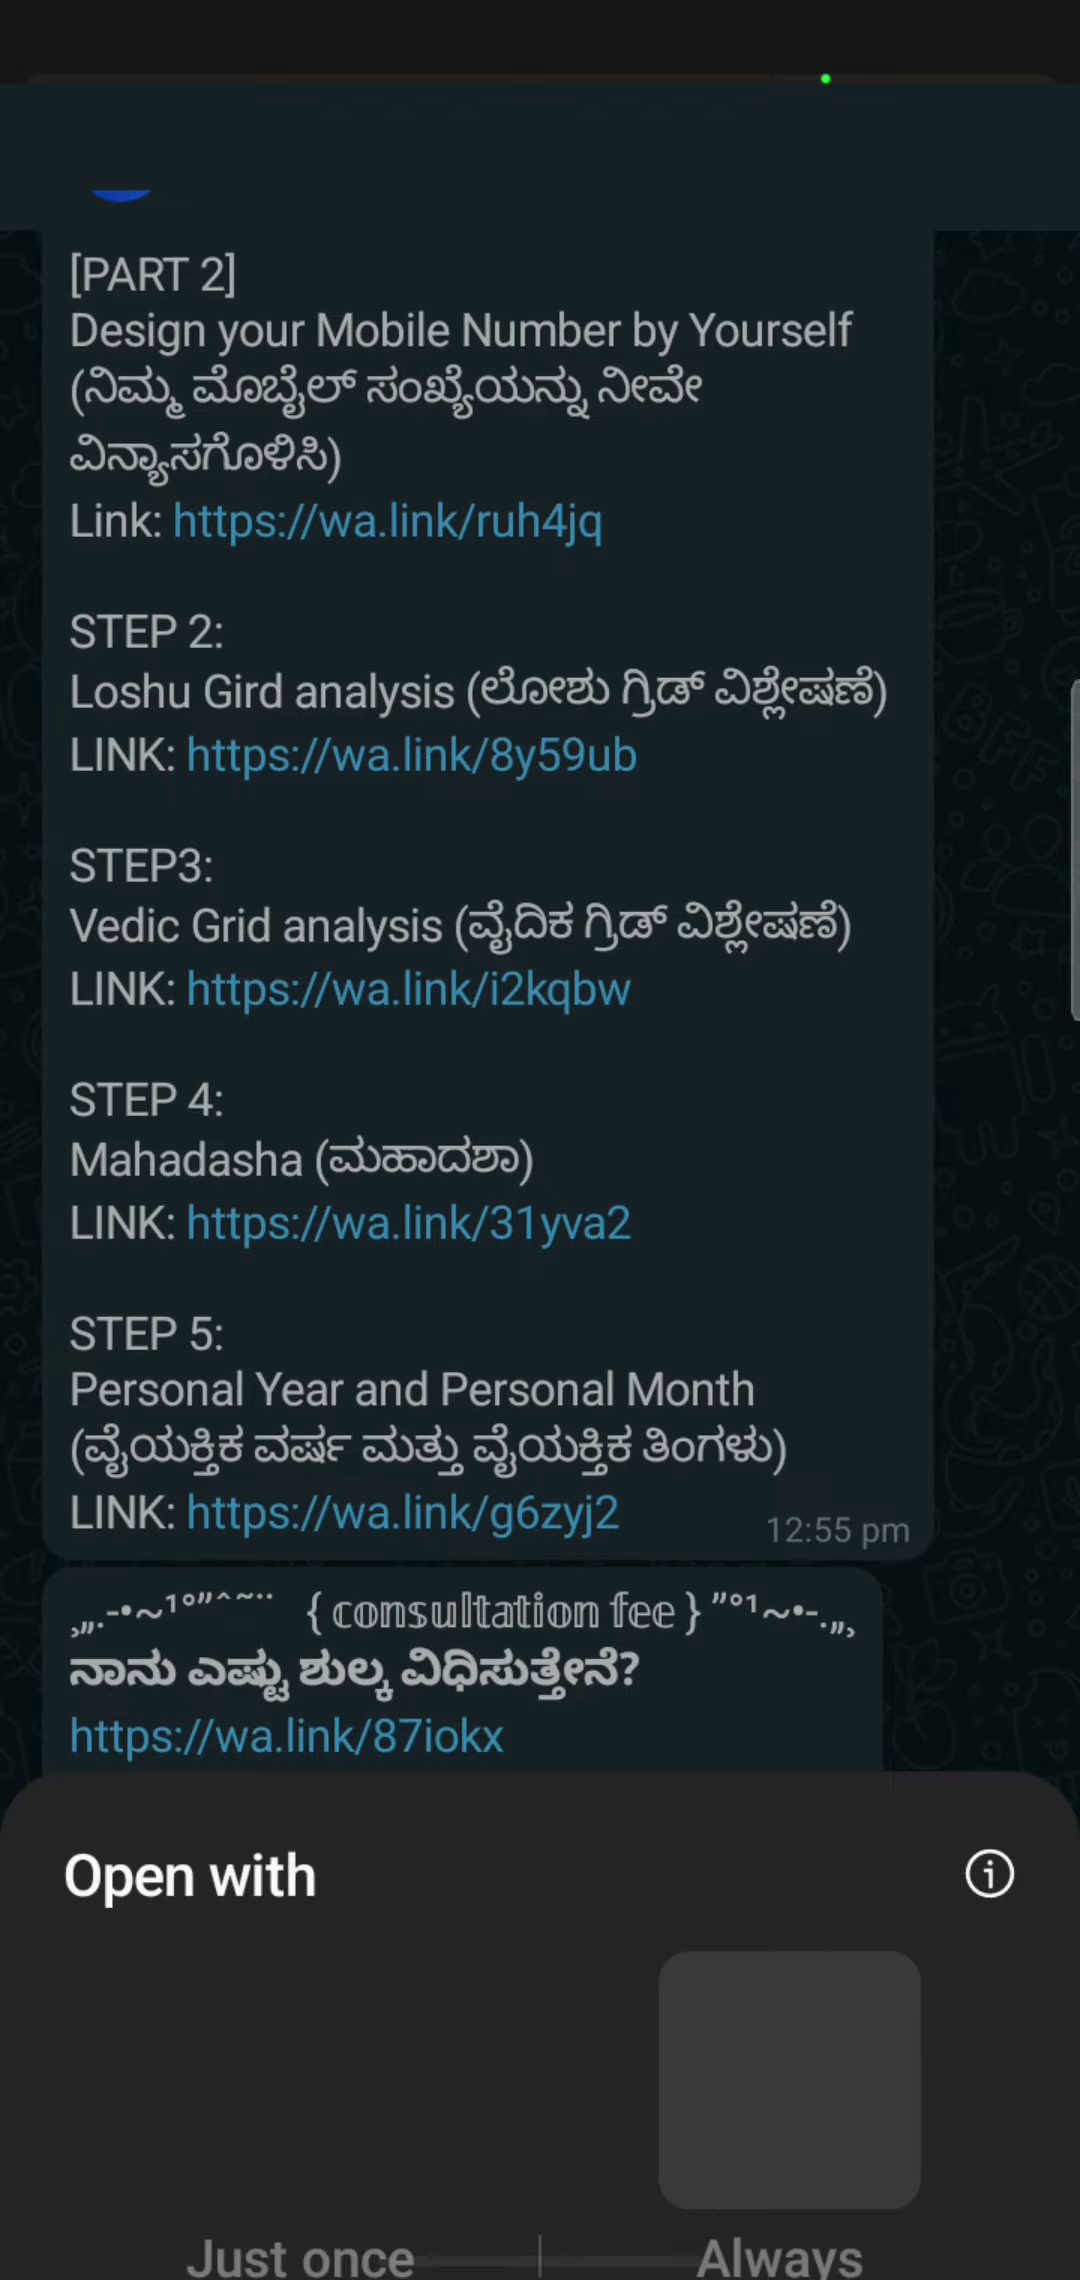 [PART 2]
Design your Mobile Number by Yourself
(ನಿಮ್ಮ ಮೊಬೈಲ್ ಸಂಖ್ಯೆಯನ್ನು ನೀವೇ
ವಿನ್ಯಾಸಗೊಳಿಸಿ)
Link: https://wa.link/ruh4jq
STEP 2:
Loshu Gird analysis (ಲೋಶು ಗ್ರಿಡ್ ವಿಶ್ಲೇಷಣೆ)
LINK: https://wa.link/8y59ub
STEP3:
Vedic Grid analysis (ವೈದಿಕ ಗ್ರಿಡ್ ವಿಶ್ಲೇಷಣೆ)
LINK: https://wa.link/i2kqbw
STEP 4:
Mahadasha (ಮಹಾದಶಾ)
LINK: https://wa.link/31yva2
STEP 5:
Personal Year and Personal Month
(ವೈಯಕ್ತಿಕ ವರ್ಷ ಮತ್ತು ವೈಯಕ್ತಿಕ ತಿಂಗಳು)
LINK: https://wa.link/g6zyj2
12:55 pm
¸„.-•~¹°”ˆ˜¨ {𝕔𝕠𝕟𝕤𝕦𝕝𝕥𝕒𝕥𝕚𝕠𝕟 𝕗𝕖𝕖} ”°¹~•-.„¸
ನಾನು ಎಷ್ಟು ಶುಲ್ಕ ವಿಧಿಸುತ್ತೇನೆ?
https://wa.link/87iokx
Open with
Just once
Always